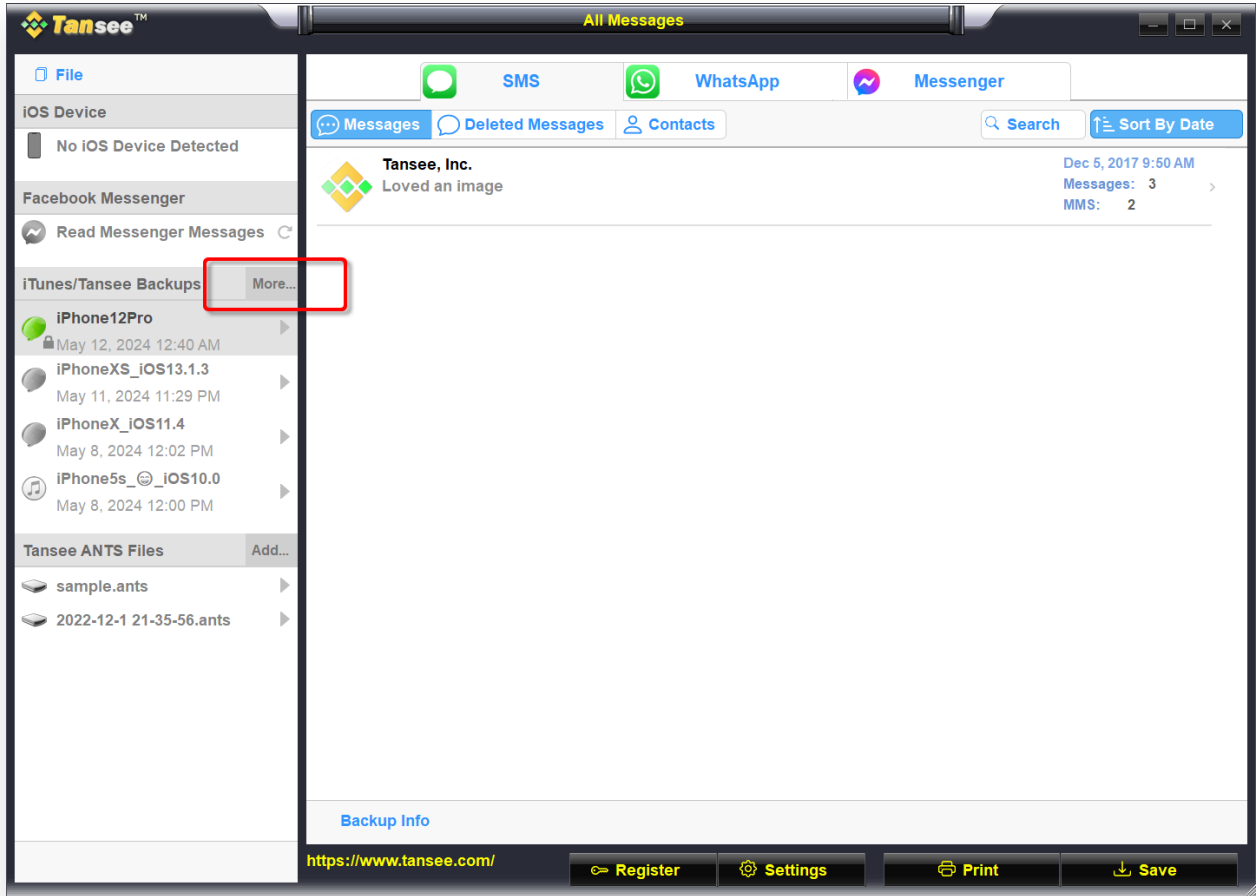 Tansee™
All Messages
File
iOS Device
No iOS Device Detected
Facebook Messenger
Read Messenger Messages
iTunes/Tansee Backups More...
iPhone12Pro
May 12, 2024 12:40 AM
iPhoneXS_iOS13.1.3
May 11, 2024 11:29 PM
iPhoneX_iOS11.4
May 8, 2024 12:02 PM
iPhone5s_😄_iOS10.0
May 8, 2024 12:00 PM
Tansee ANTS Files Add...
sample.ants
2022-12-1 21-35-56.ants
SMS WhatsApp Messenger
Messages Deleted Messages Contacts Search Sort By Date
Tansee, Inc.
Loved an image
Dec 5, 2017 9:50 AM
Messages: 3
MMS: 2
Backup Info
https://www.tansee.com/
Register Settings Print Save